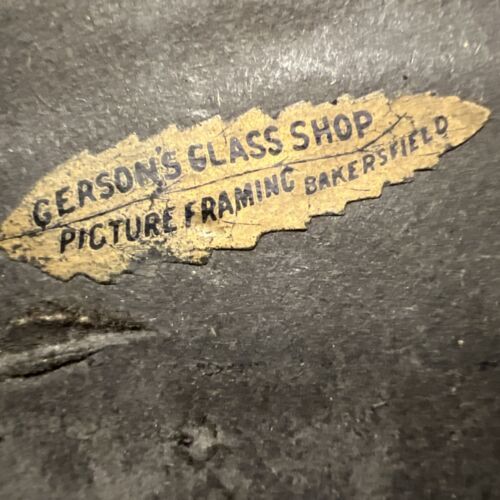 GERSON'S GLASS SHOP
PICTURE FRAMING BAKERSFIELD